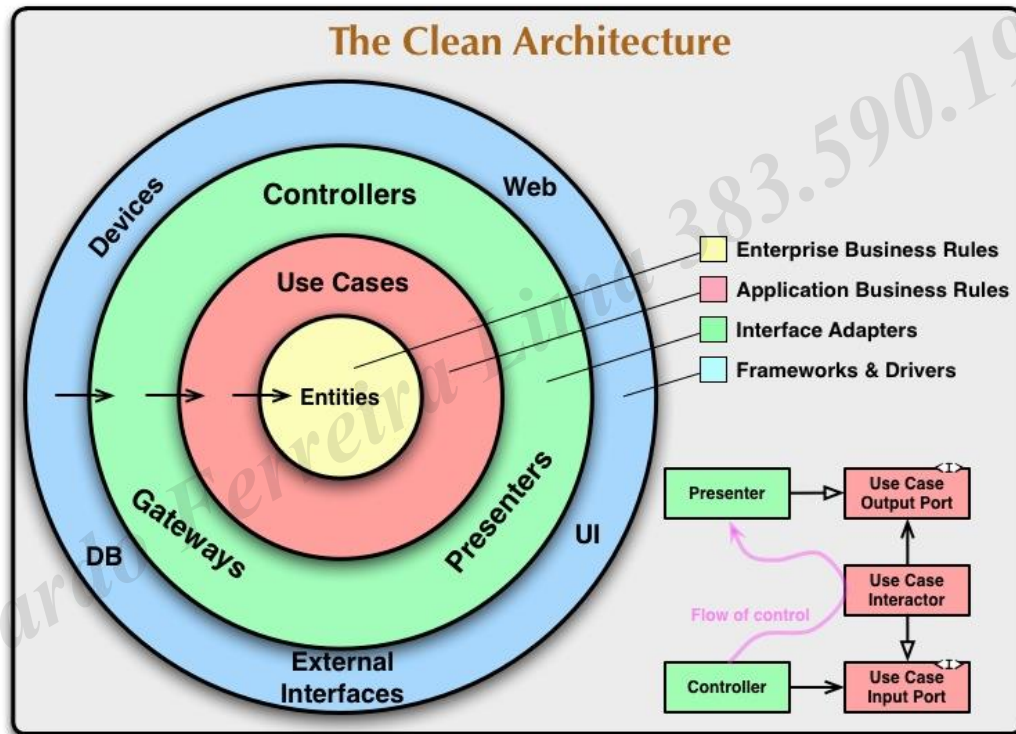 The Clean Architecture
Devices
Controllers
Web
Use Cases
Entities
Gateways
Presenters
DB
UI
External
Interfaces
Enterprise Business Rules
Application Business Rules
Interface Adapters
Frameworks & Drivers
Presenter
<I>
Use Case
Output Port
Flow of control
Use Case
Interactor
Controller
<I>
Use Case
Input Port
ardo Ferreira Lima 383.590.19